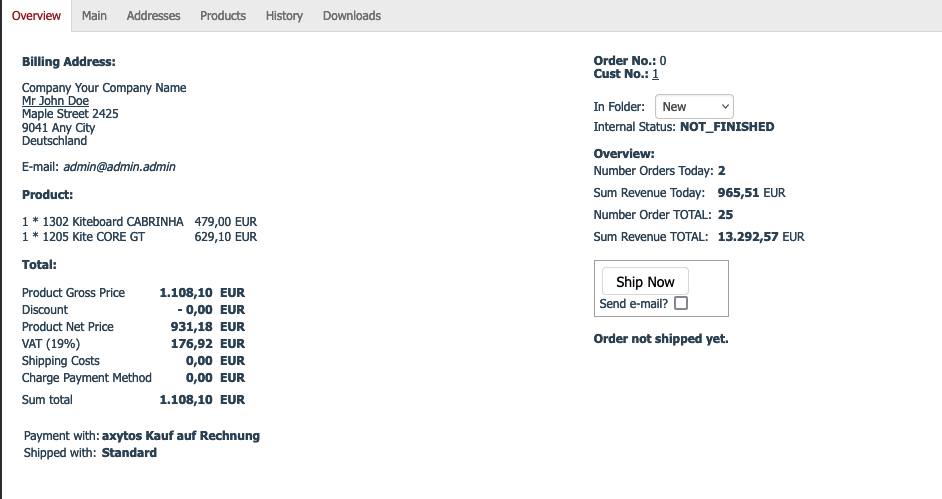 Overview Main Addresses Products History Downloads
Billing Address:
Company Your Company Name
Mr John Doe
Maple Street 2425
9041 Any City
Deutschland
E-mail: admin@admin.admin
Product:
1 * 1302 Kiteboard CABRINHA 479,00 EUR
1 * 1205 Kite CORE GT 629,10 EUR
Total:
Product Gross Price 1.108,10 EUR
Discount - 0,00 EUR
Product Net Price 931,18 EUR
VAT (19%) 176,92 EUR
Shipping Costs 0,00 EUR
Charge Payment Method 0,00 EUR
Sum total 1.108,10 EUR
Payment with: axytos Kauf auf Rechnung
Shipped with: Standard
Order No.: 0
Cust No.: 1
In Folder: New
Internal Status: NOT_FINISHED
Overview:
Number Orders Today: 2
Sum Revenue Today: 965,51 EUR
Number Order TOTAL: 25
Sum Revenue TOTAL: 13.292,57 EUR
Ship Now
Send e-mail?
Order not shipped yet.